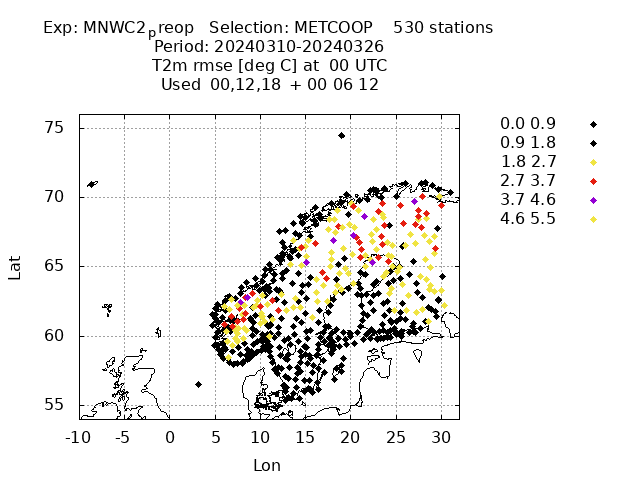 Exp: MNWC2preop   Selection: METCOOP    530 stations
Period: 20240310-20240326
T2m rmse [deg C] at  00 UTC
Used  00,12,18  + 00 06 12
75
70
65
60
55
Lat
-10 -5 0 5 10 15 20 25 30
Lon
0.0 0.9
0.9 1.8
1.8 2.7
2.7 3.7
3.7 4.6
4.6 5.5